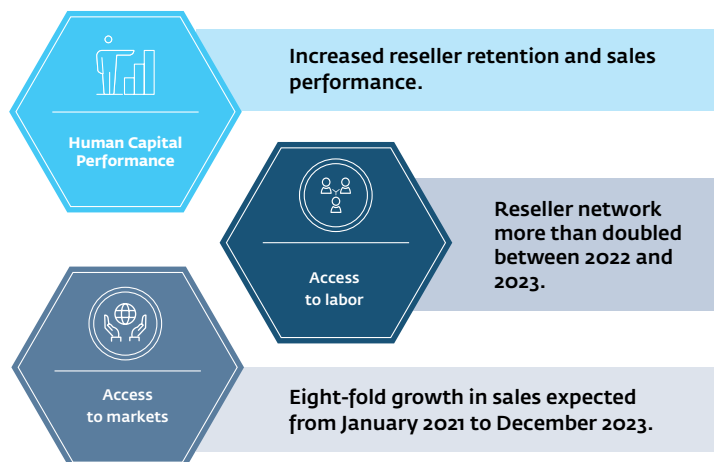 Increased reseller retention and sales
performance.
Human Capital
Performance
Reseller network
more than doubled
between 2022 and
2023.
Access
to labor
Access
to markets
Eight-fold growth in sales expected
from January 2021 to December 2023.